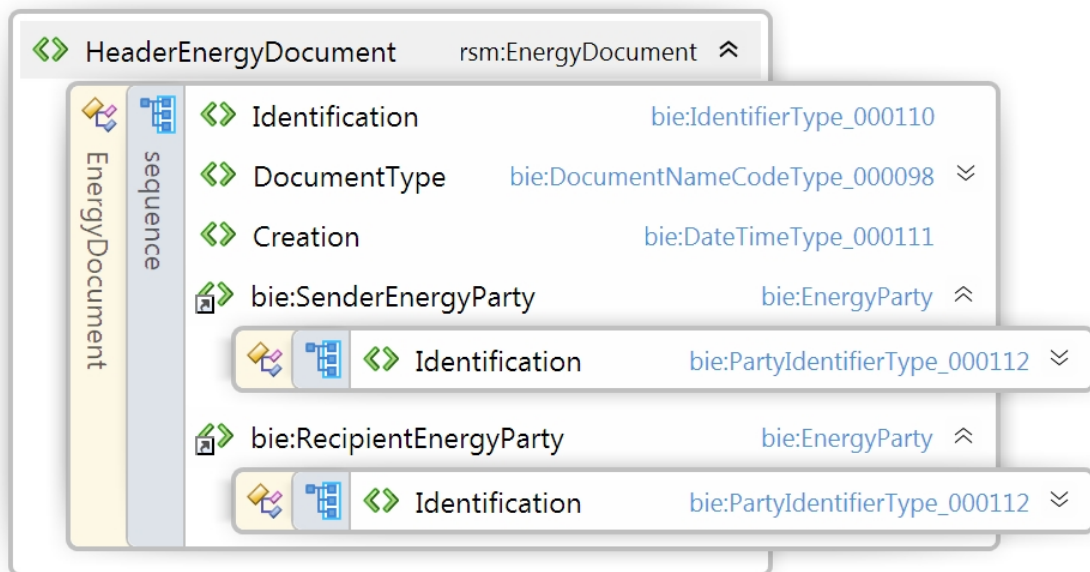 HeaderEnergyDocument rsm:EnergyDocument
EnergyDocument
sequence
Identification bie:IdentifierType_000110
DocumentType bie:DocumentNameCodeType_000098
Creation bie:DateTimeType_000111
bie:SenderEnergyParty bie:EnergyParty
Identification bie:PartyIdentifierType_000112
bie:RecipientEnergyParty bie:EnergyParty
Identification bie:PartyIdentifierType_000112